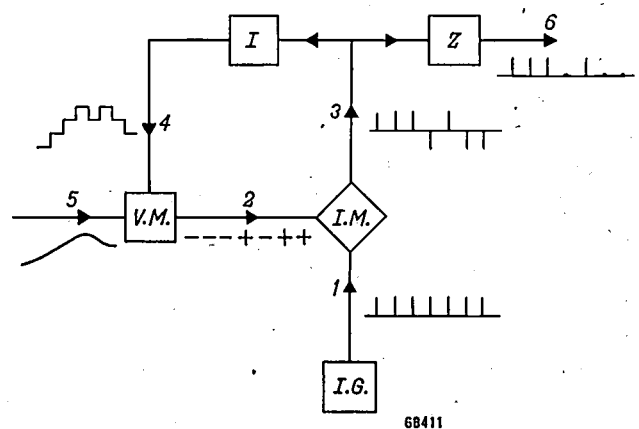 I
Z
6
4
3
5
V.M.
2
I.M.
- - - + - + +
1
I.G.
68411